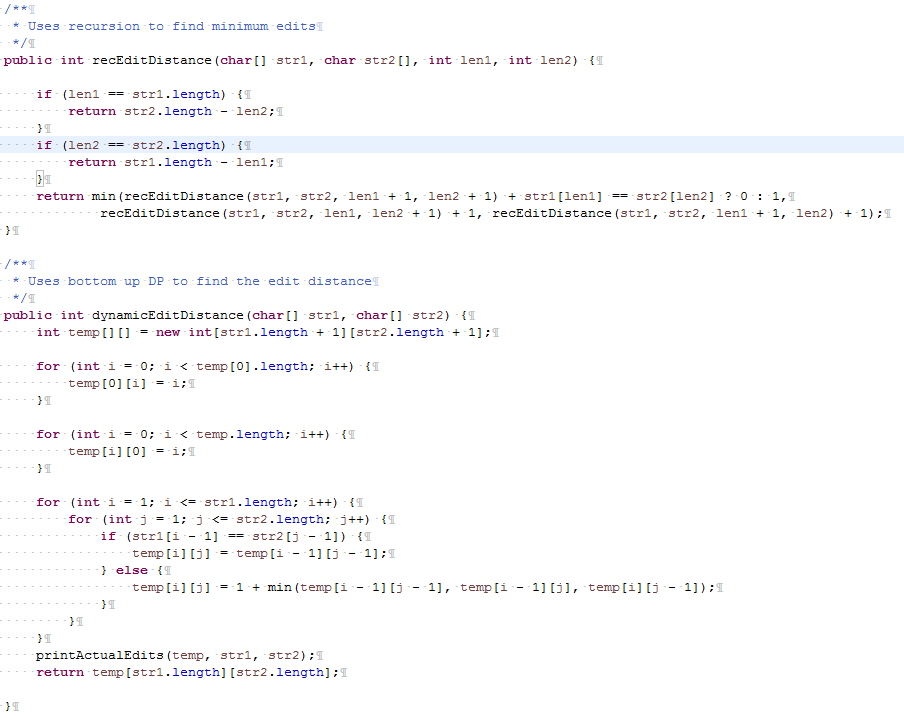 /**¶
 * Uses recursion to find minimum edits¶
 */¶
public int recEditDistance(char[] str1, char str2[], int len1, int len2) {¶
    if (len1 == str1.length) {¶
        return str2.length - len2;¶
    }¶
    if (len2 == str2.length) {¶
        return str1.length - len1;¶
    }¶
    return min(recEditDistance(str1, str2, len1 + 1, len2 + 1) + str1[len1] == str2[len2] ? 0 : 1,¶
            recEditDistance(str1, str2, len1, len2 + 1) + 1, recEditDistance(str1, str2, len1 + 1, len2) + 1);¶
}¶
/**¶
 * Uses bottom up DP to find the edit distance¶
 */¶
public int dynamicEditDistance(char[] str1, char[] str2) {¶
    int temp[][] = new int[str1.length + 1][str2.length + 1];¶
    for (int i = 0; i < temp[0].length; i++) {¶
        temp[0][i] = i;¶
    }¶
    for (int i = 0; i < temp.length; i++) {¶
        temp[i][0] = i;¶
    }¶
    for (int i = 1; i <= str1.length; i++) {¶
        for (int j = 1; j <= str2.length; j++) {¶
            if (str1[i - 1] == str2[j - 1]) {¶
                temp[i][j] = temp[i - 1][j - 1];¶
            } else {¶
                temp[i][j] = 1 + min(temp[i - 1][j - 1], temp[i - 1][j], temp[i][j - 1]);¶
            }¶
        }¶
    }¶
    printActualEdits(temp, str1, str2);¶
    return temp[str1.length][str2.length];¶
}¶